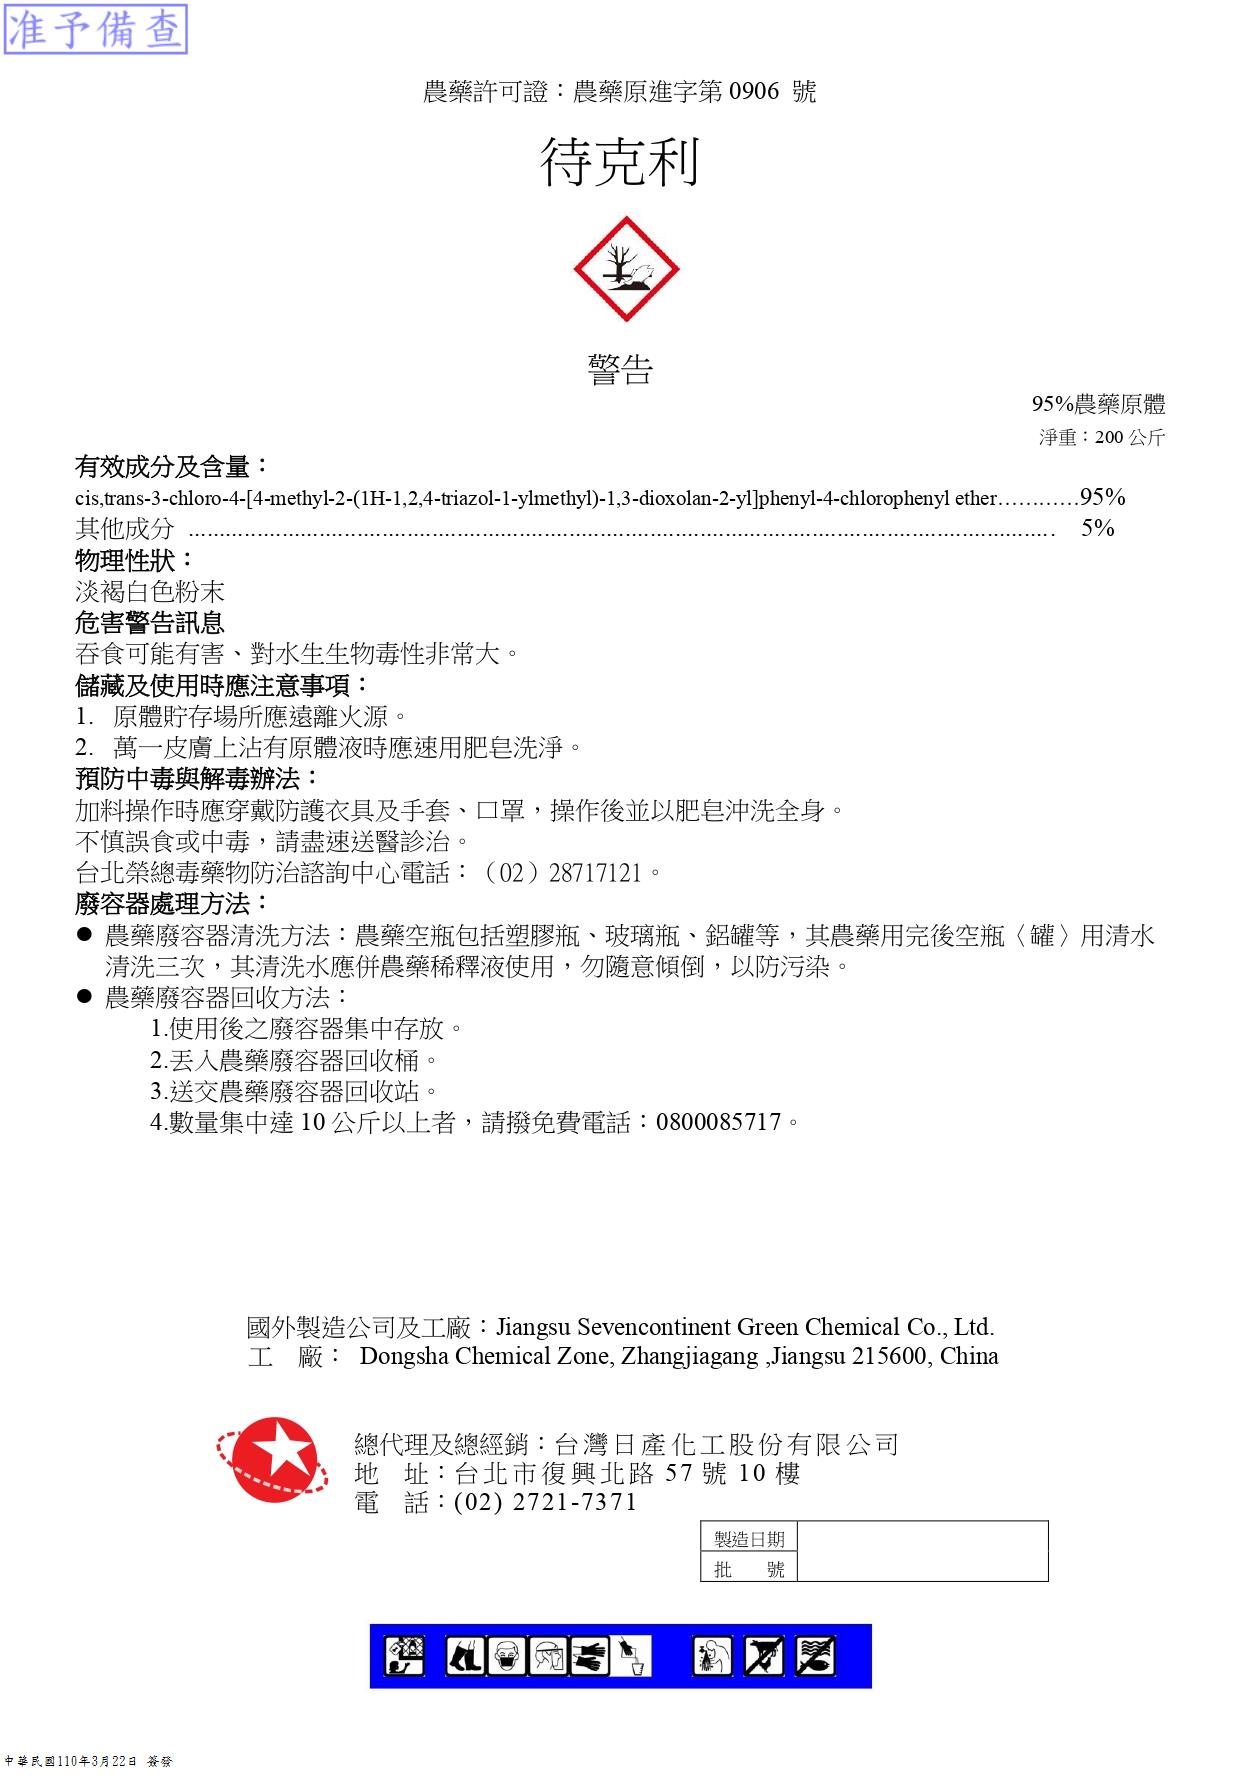 准予備查
農藥許可證：農藥原進字第 0906 號
待克利
警告
95%農藥原體
淨重：200 公斤
有效成分及含量：
cis,trans-3-chloro-4-[4-methyl-2-(1H-1,2,4-triazol-1-ylmethyl)-1,3-dioxolan-2-yl]phenyl-4-chlorophenyl ether…………95%
其他成分 ................................................................................................................................ 5%
物理性狀：
淡褐白色粉末
危害警告訊息
吞食可能有害、對水生生物毒性非常大。
儲藏及使用時應注意事項：
1. 原體貯存場所應遠離火源。
2. 萬一皮膚上沾有原體液時應速用肥皂洗淨。
預防中毒與解毒辦法：
加料操作時應穿戴防護衣具及手套、口罩，操作後並以肥皂沖洗全身。
不慎誤食或中毒，請盡速送醫診治。
台北榮總毒藥物防治諮詢中心電話：（02）28717121。
廢容器處理方法：
● 農藥廢容器清洗方法：農藥空瓶包括塑膠瓶、玻璃瓶、鋁罐等，其農藥用完後空瓶〈罐〉用清水
清洗三次，其清洗水應併農藥稀釋液使用，勿隨意傾倒，以防污染。
● 農藥廢容器回收方法：
1.使用後之廢容器集中存放。
2.丟入農藥廢容器回收桶。
3.送交農藥廢容器回收站。
4.數量集中達 10 公斤以上者，請撥免費電話：0800085717。
國外製造公司及工廠：Jiangsu Sevencontinent Green Chemical Co., Ltd.
工 廠： Dongsha Chemical Zone, Zhangjiagang ,Jiangsu 215600, China
總代理及總經銷：台灣日產化工股份有限公司
地 址：台北市復興北路 57 號 10 樓
電 話：(02) 2721-7371
製造日期
批 號
中華民國110年3月22日 簽發